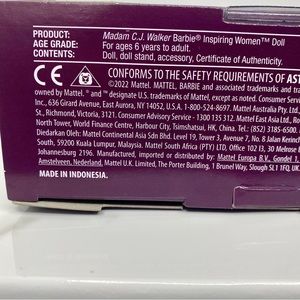 PRODUCT: Madam C.J. Walker Barbie® Inspiring Women™ Doll
AGE GRADE: For ages 6 years to adult.
CONTENTS: Doll, doll stand, accessory, Certificate of Authenticity.
CE CONFORMS TO THE SAFETY REQUIREMENTS OF AST
©2022 Mattel. MATTEL, BARBIE and associated trademarks and tra
owned by Mattel. ® and ™ designate U.S. trademarks of Mattel, except as noted. Consumer Servi
Inc., 636 Girard Avenue, East Aurora, NY 14052, U.S.A. 1-800-524-8697. Mattel Australia Pty. Ltd.,
St., Richmond, Victoria, 3121. Consumer Advisory Service - 1300 135 312. Mattel East Asia Ltd., Ro
North Tower, World Finance Centre, Harbour City, Tsimshatsui, HK, China. Tel.: (852) 3185-6500.
Diedarkan Oleh: Mattel Continental Asia Sdn Bhd. Level 19, Tower 3, Avenue 7, No. 8 Jalan Kerinch
South, 59200 Kuala Lumpur, Malaysia. Mattel South Africa (PTY) Ltd, Office 102 I3, 30 Melrose B
Johannesburg 2196. Manufactured, imported or distributed by: Mattel Europa B.V., Gondel 1,
Amstelveen, Nederland. Mattel U.K. Limited, The Porter Building, 1 Brunel Way, Slough SL1 1FQ, UK.
MADE IN INDONESIA.